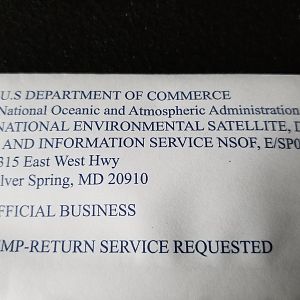 U.S DEPARTMENT OF COMMERCE
National Oceanic and Atmospheric Administration
NATIONAL ENVIRONMENTAL SATELLITE, D
AND INFORMATION SERVICE NSOF, E/SPO
315 East West Hwy
lver Spring, MD 20910
FFICIAL BUSINESS
MP-RETURN SERVICE REQUESTED